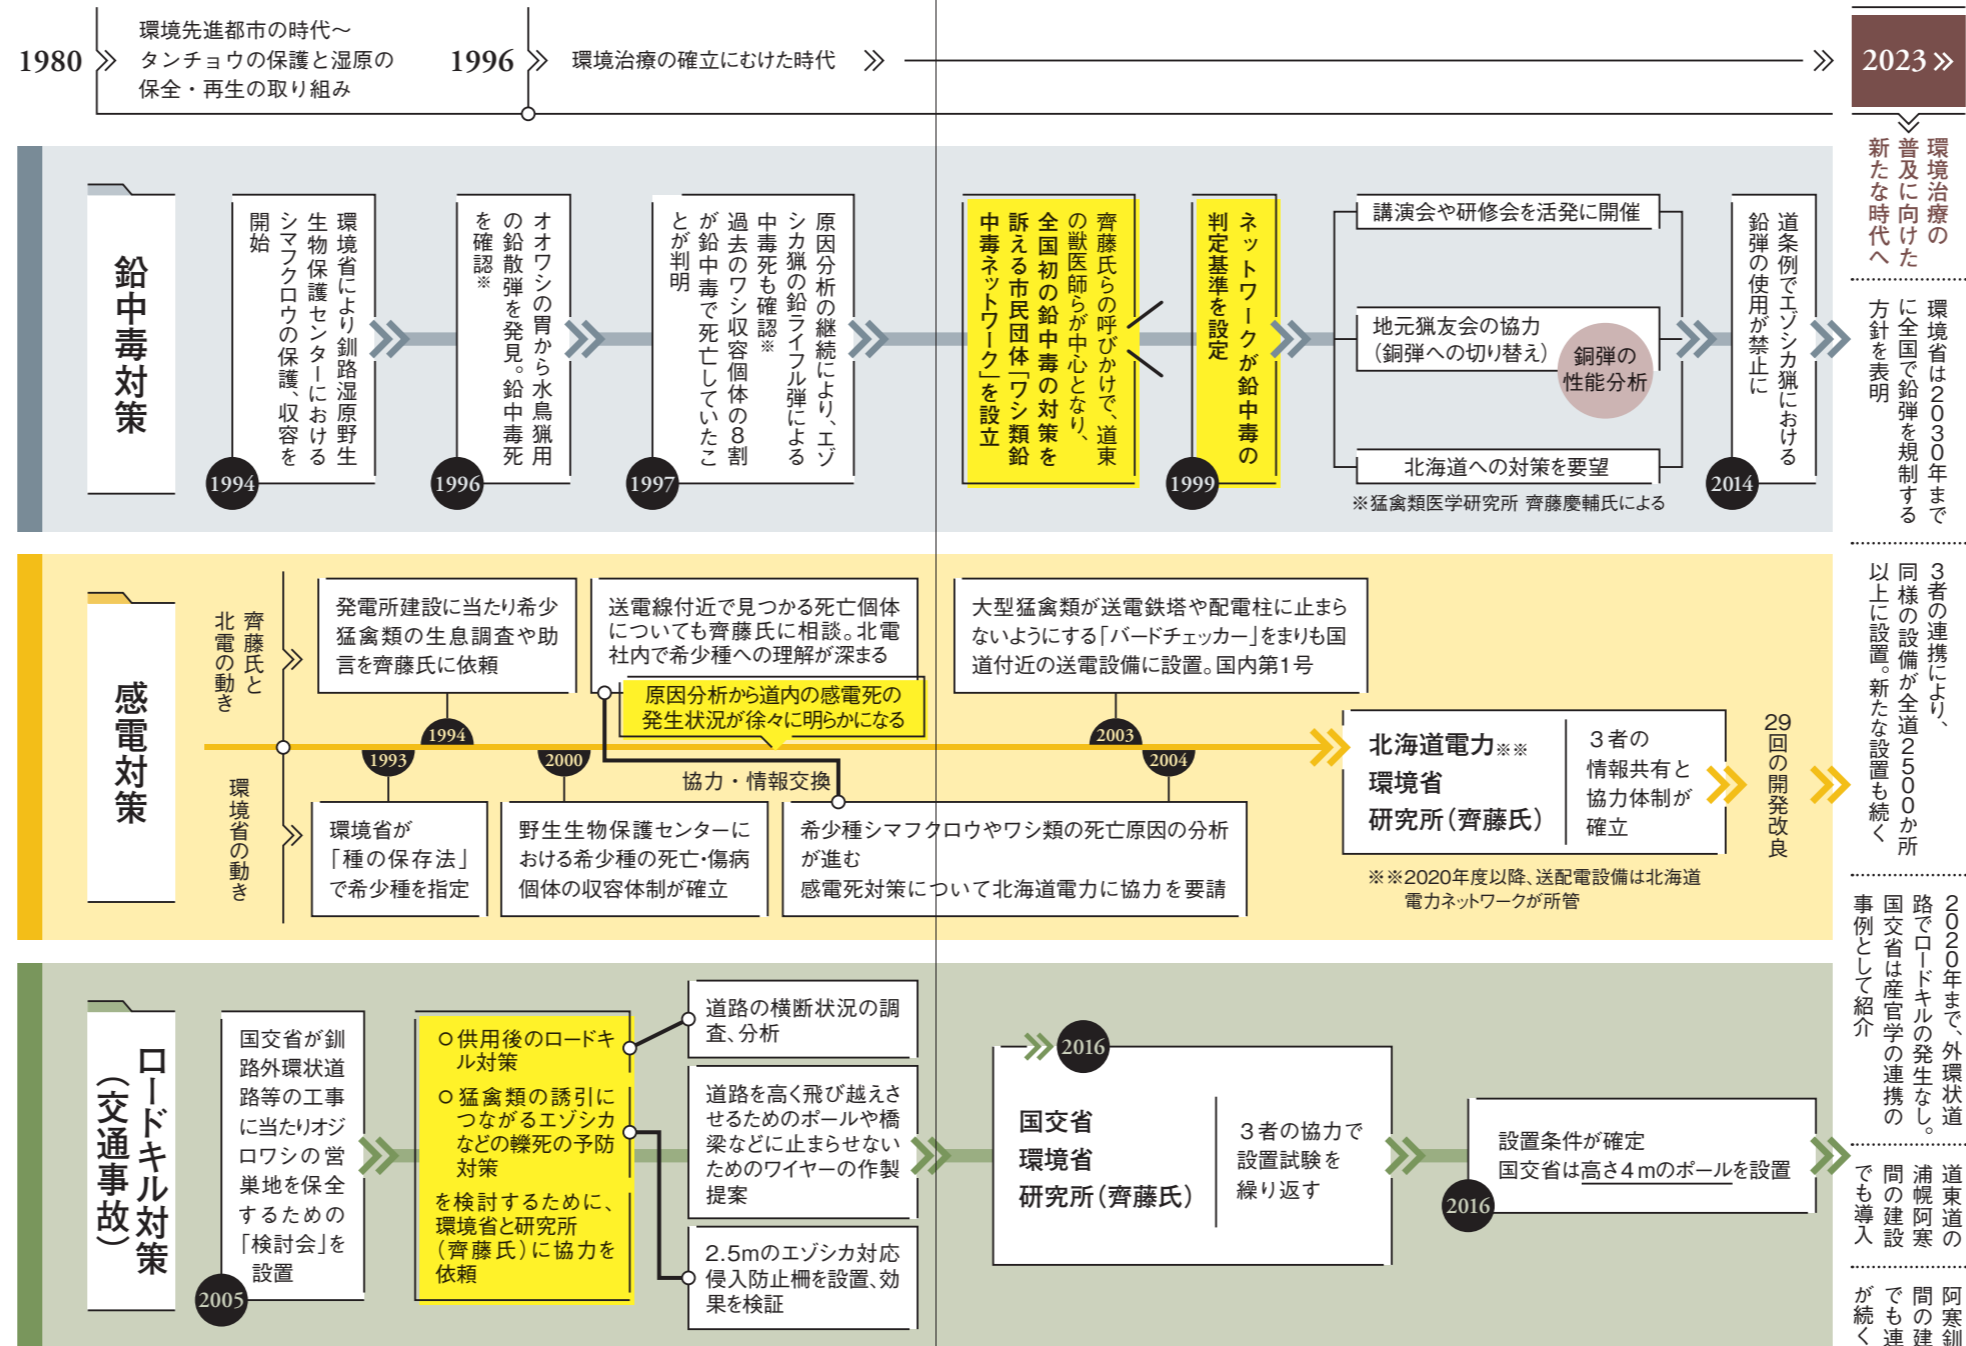 1980
環境先進都市の時代～
タンチョウの保護と湿原の
保全・再生の取り組み
1996
環境治療の確立にむけた時代
2023
環境治療の
普及に向けた
新たな時代へ
鉛中毒対策
環境省により釧路湿原野生
生物保護センターにおける
シマフクロウの保護、収容を
開始
1994
オオワシの胃から水鳥猟用
の鉛散弾を発見。鉛中毒死
を確認※
1996
原因分析の継続により、エゾ
シカ猟の鉛ライフル弾による
中毒死も確認※
過去のワシ収容個体の8割
が鉛中毒で死亡していたこ
とが判明
1997
齊藤氏らの呼びかけで、道東
の獣医師らが中心となり、
全国初の鉛中毒の対策を
訴える市民団体「ワシ類鉛
中毒ネットワーク」を設立
ネットワークが鉛中毒の
判定基準を設定
1999
講演会や研修会を活発に開催
地元猟友会の協力
（銅弾への切り替え）
銅弾の
性能分析
北海道への対策を要望
※猛禽類医学研究所 齊藤慶輔氏による
道条例でエゾシカ猟における
鉛弾の使用が禁止に
2014
環境省は2030年まで
に全国で鉛弾を規制する
方針を表明
感電対策
齊藤氏と
北電の動き
環境省の動き
発電所建設に当たり希少
猛禽類の生息調査や助
言を齊藤氏に依頼
1994
送電線付近で見つかる死亡個体
についても齊藤氏に相談。北電
社内で希少種への理解が深まる
原因分析から道内の感電死の
発生状況が徐々に明らかになる
大型猛禽類が送電鉄塔や配電柱に止まら
ないようにする「バードチェッカー」をまりも国
道付近の送電設備に設置。国内第1号
2003
1993
環境省が
「種の保存法」
で希少種を指定
2000
野生生物保護センターに
おける希少種の死亡・傷病
個体の収容体制が確立
協力・情報交換
2004
希少種シマフクロウやワシ類の死亡原因の分析
が進む
感電死対策について北海道電力に協力を要請
北海道電力※※
環境省
研究所（齊藤氏）
3者の
情報共有と
協力体制が
確立
※※2020年度以降、送配電設備は北海道
電力ネットワークが所管
29回の開発改良
3者の連携により、
同様の設備が全道2500か所
以上に設置。新たな設置も続く
ロードキル対策
（交通事故）
国交省が釧
路外環状道
路等の工事
に当たりオジ
ロワシの営
巣地を保全
するための
「検討会」を
設置
2005
○供用後のロードキ
ル対策
○猛禽類の誘引に
つながるエゾシカ
などの轢死の予防
対策
を検討するために、
環境省と研究所
（齊藤氏）に協力を
依頼
道路の横断状況の調
査、分析
道路を高く飛び越えさ
せるためのポールや橋
梁などに止まらせない
ためのワイヤーの作製
提案
2.5mのエゾシカ対応
侵入防止柵を設置、効
果を検証
2016
国交省
環境省
研究所（齊藤氏）
3者の協力で
設置試験を
繰り返す
設置条件が確定
国交省は高さ4mのポールを設置
2016
2020年まで、外環状道
路でロードキルの発生なし。
国交省は産官学の連携の
事例として紹介
道東道の
浦幌阿寒
間の建設
でも導入
阿寒釧
間の建
でも連
が続く